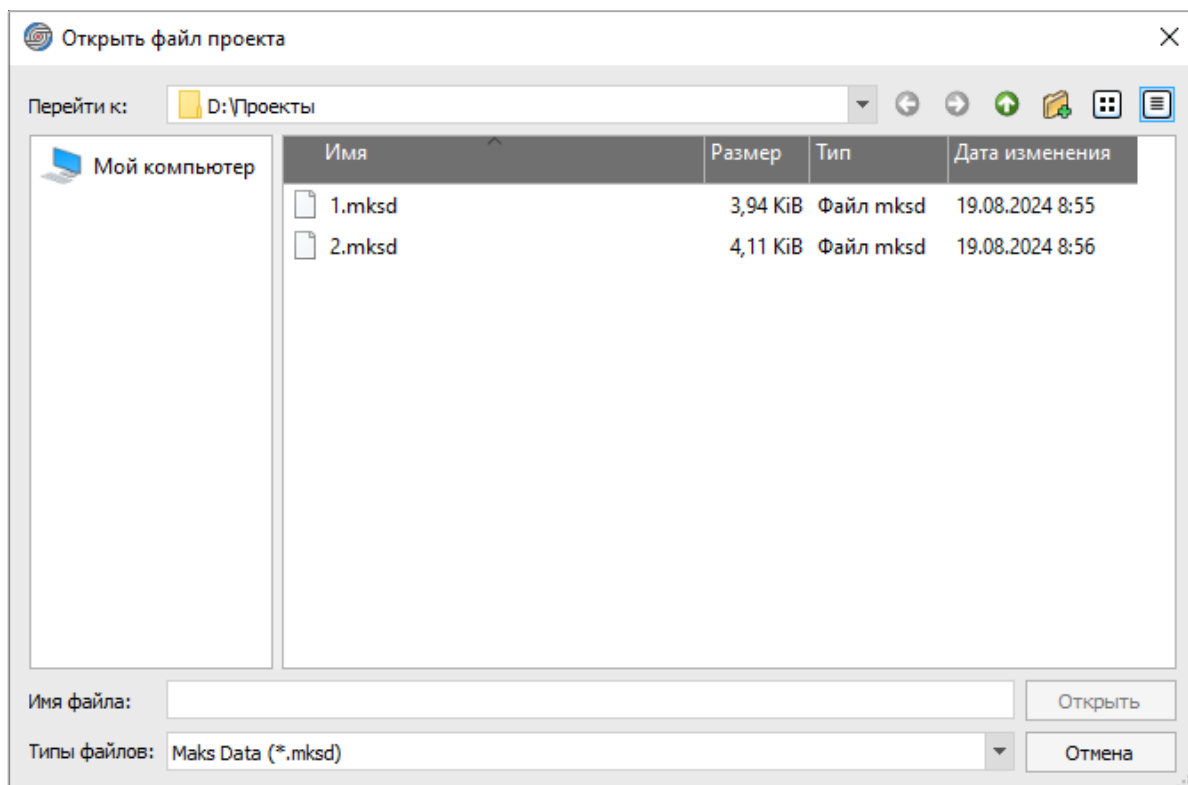 Открыть файл проекта
Перейти к: D:\Проекты
Мой компьютер
Имя Размер Тип Дата изменения
1.mksd 3,94 KiB Файл mksd 19.08.2024 8:55
2.mksd 4,11 KiB Файл mksd 19.08.2024 8:56
Имя файла: Открыть
Типы файлов: Maks Data (*.mksd) Отмена